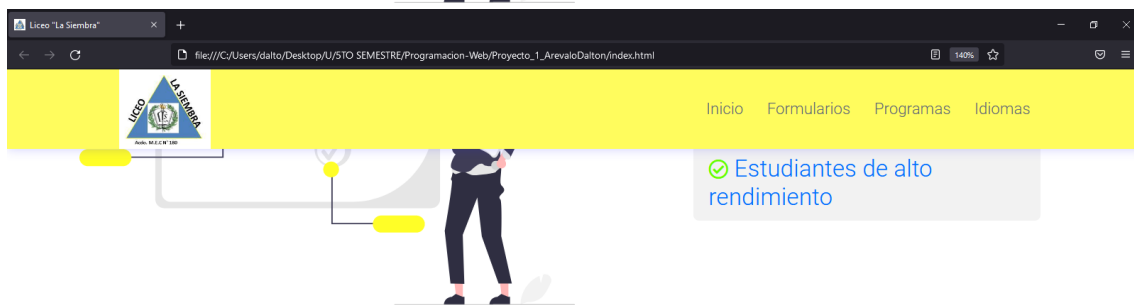 Liceo "La Siembra"
file:///C:/Users/dalto/Desktop/U/5TO SEMESTRE/Programacion-Web/Proyecto_1_ArevaloDalton/index.html
140%
LICEO
LA SIEMBRA
Inicio Formularios Programas Idiomas
Estudiantes de alto
rendimiento